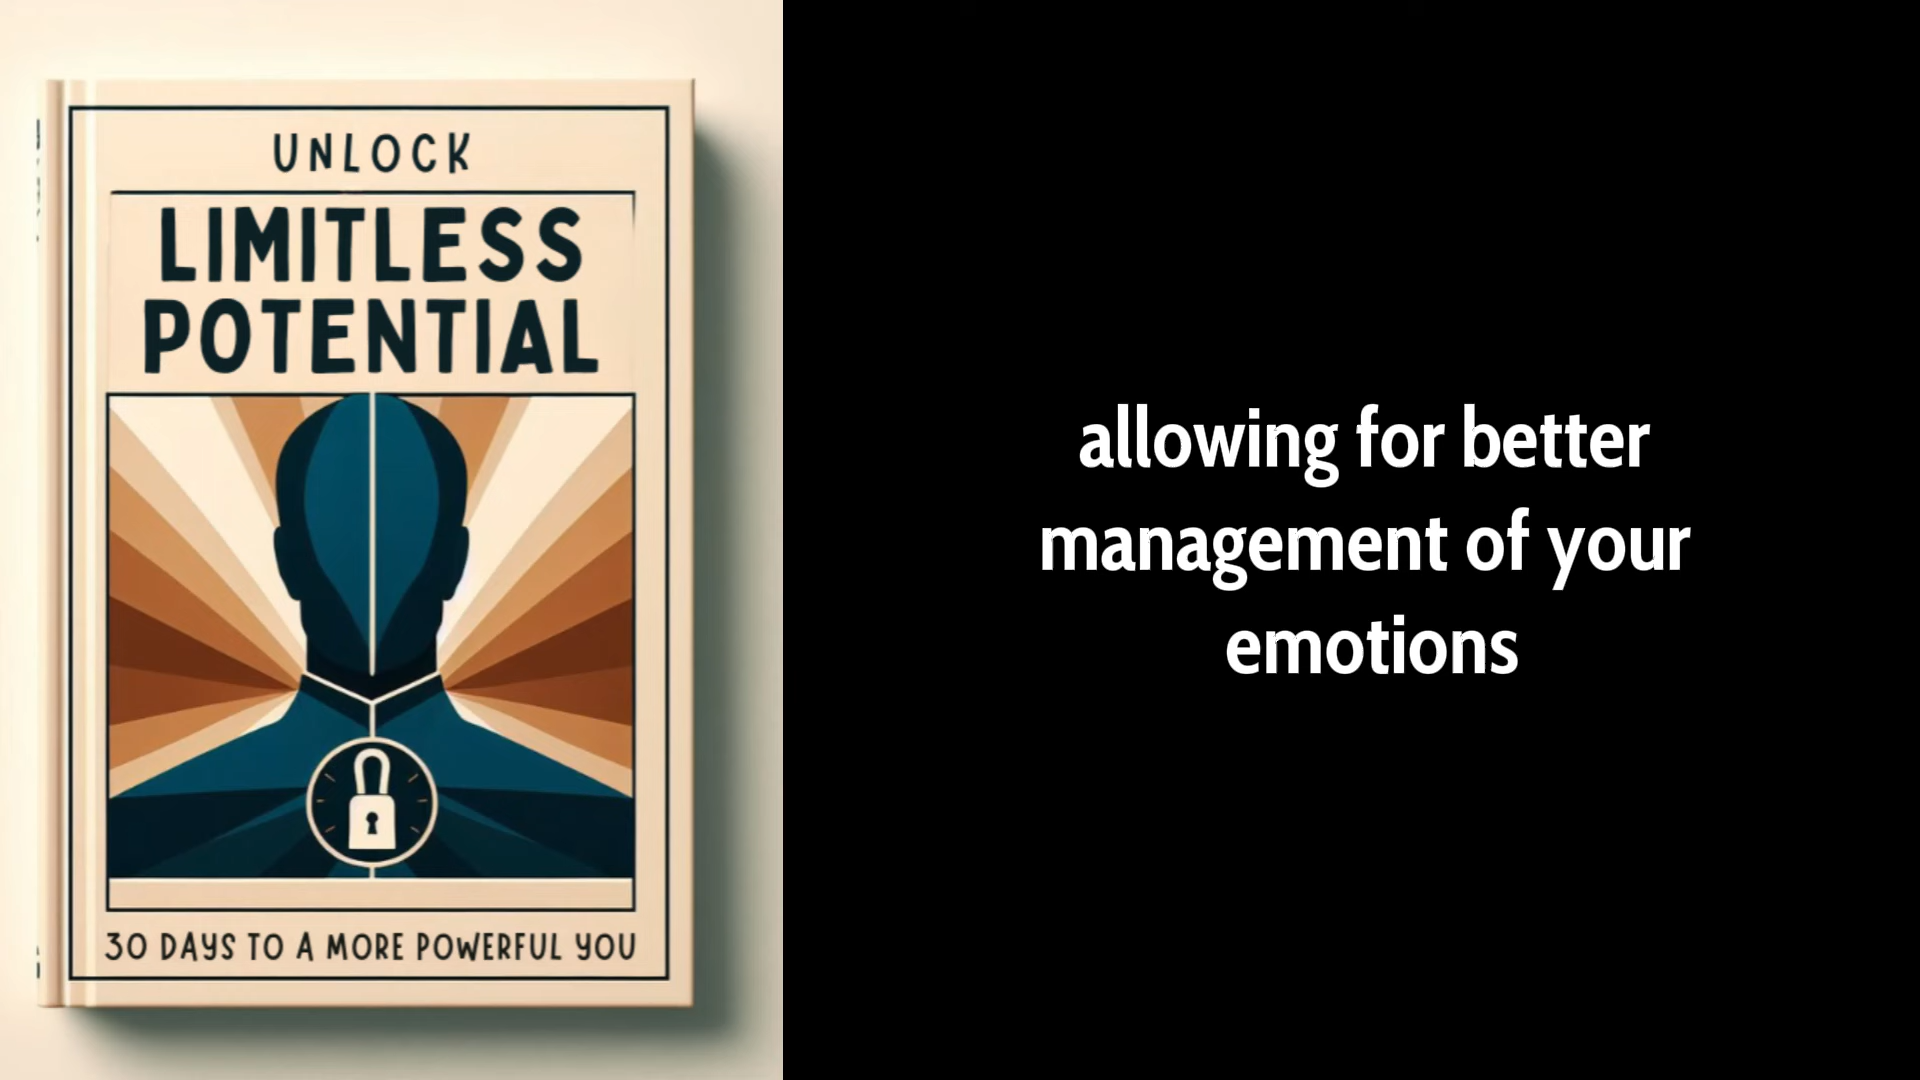 UNLOCK
LIMITLESS
POTENTIAL
30 DAYS TO A MORE POWERFUL YOU
allowing for better
management of your
emotions